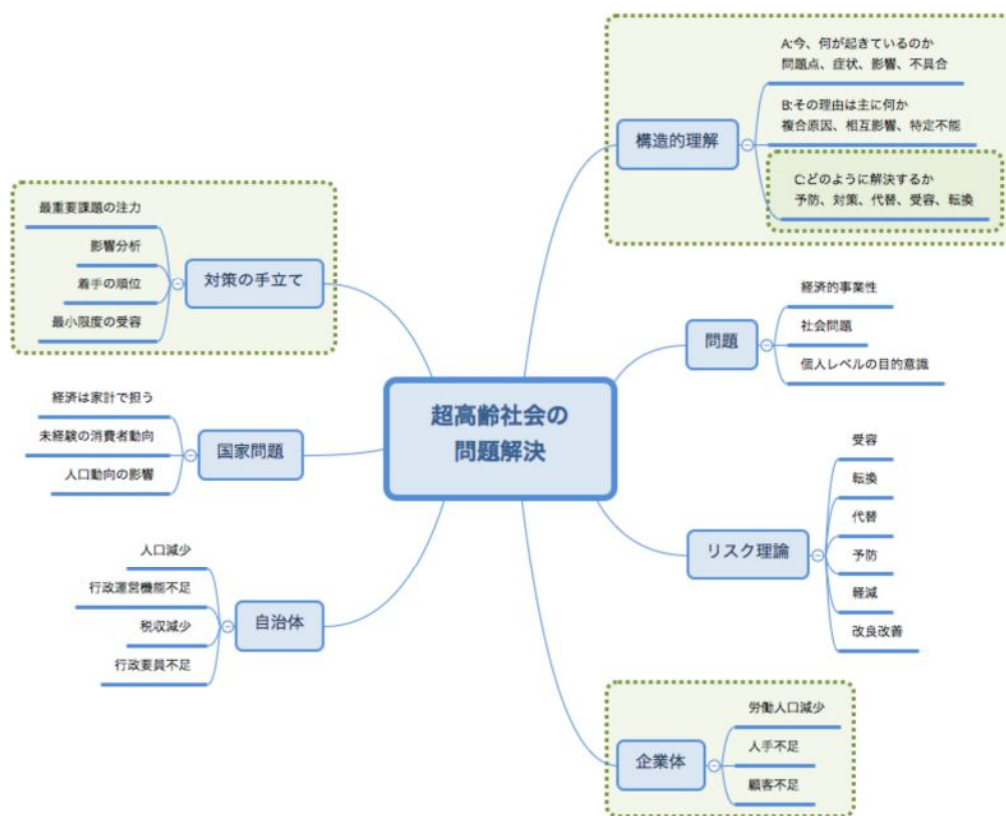 超高齢社会の
問題解決
構造的理解
A:今、何が起きているのか
問題点、症状、影響、不具合
B:その理由は主に何か
複合原因、相互影響、特定不能
C:どのように解決するか
予防、対策、代替、受容、転換
問題
経済的事業性
社会問題
個人レベルの目的意識
リスク理論
受容
転換
代替
予防
軽減
改良改善
企業体
労働人口減少
人手不足
顧客不足
対策の手立て
最重要課題の注力
影響分析
着手の順位
最小限度の受容
国家問題
経済は家計で担う
未経験の消費者動向
人口動向の影響
自治体
人口減少
行政運営機能不足
税収減少
行政要員不足